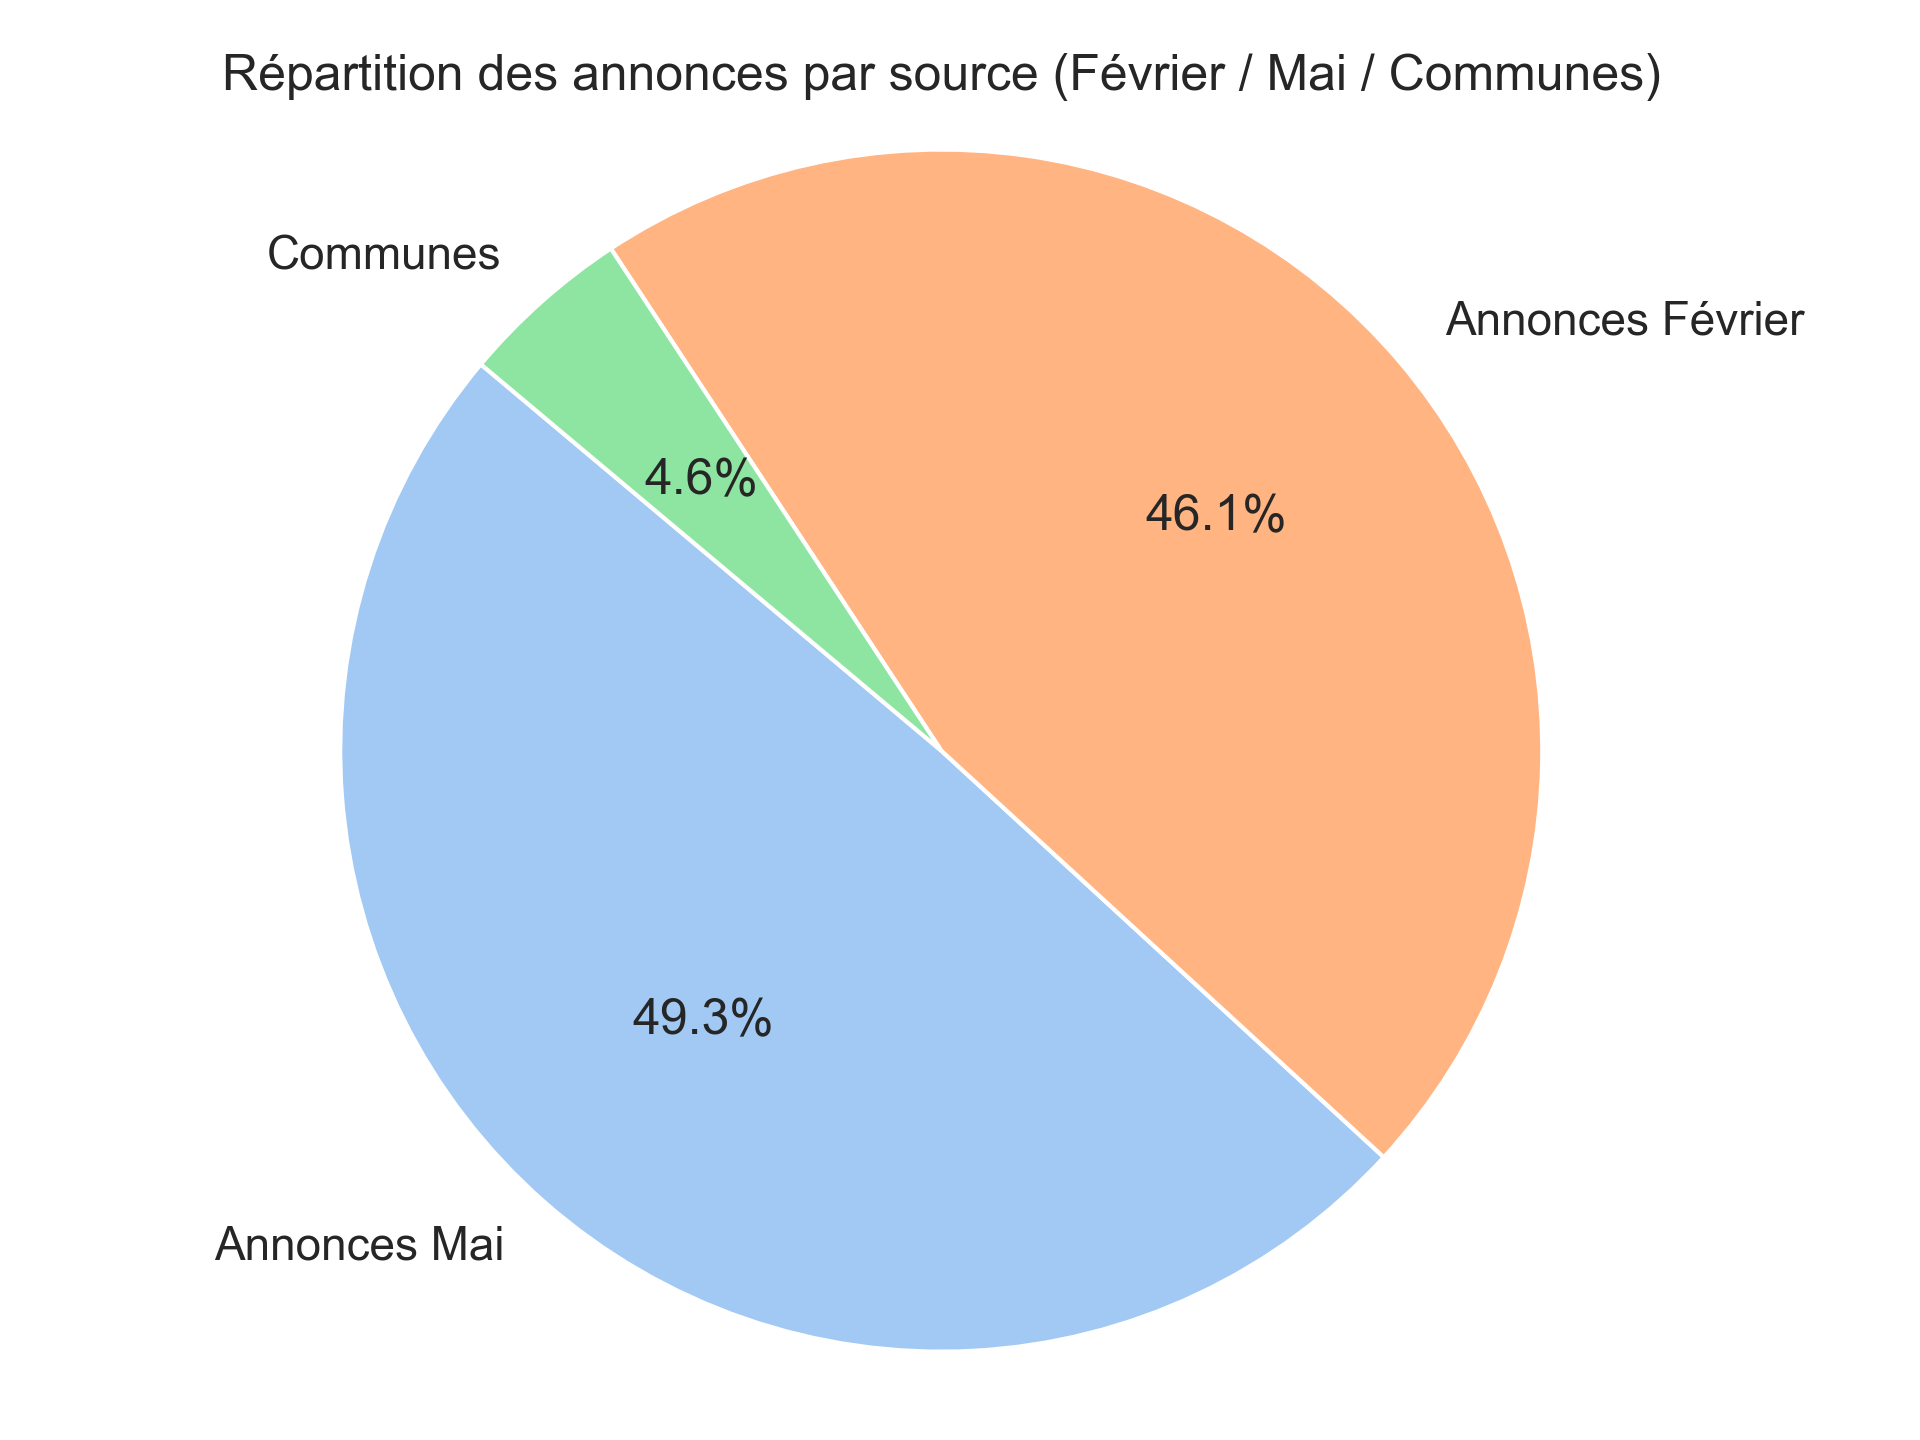 Répartition des annonces par source (Février / Mai / Communes)
Communes
Annonces Février
4.6%
46.1%
49.3%
Annonces Mai